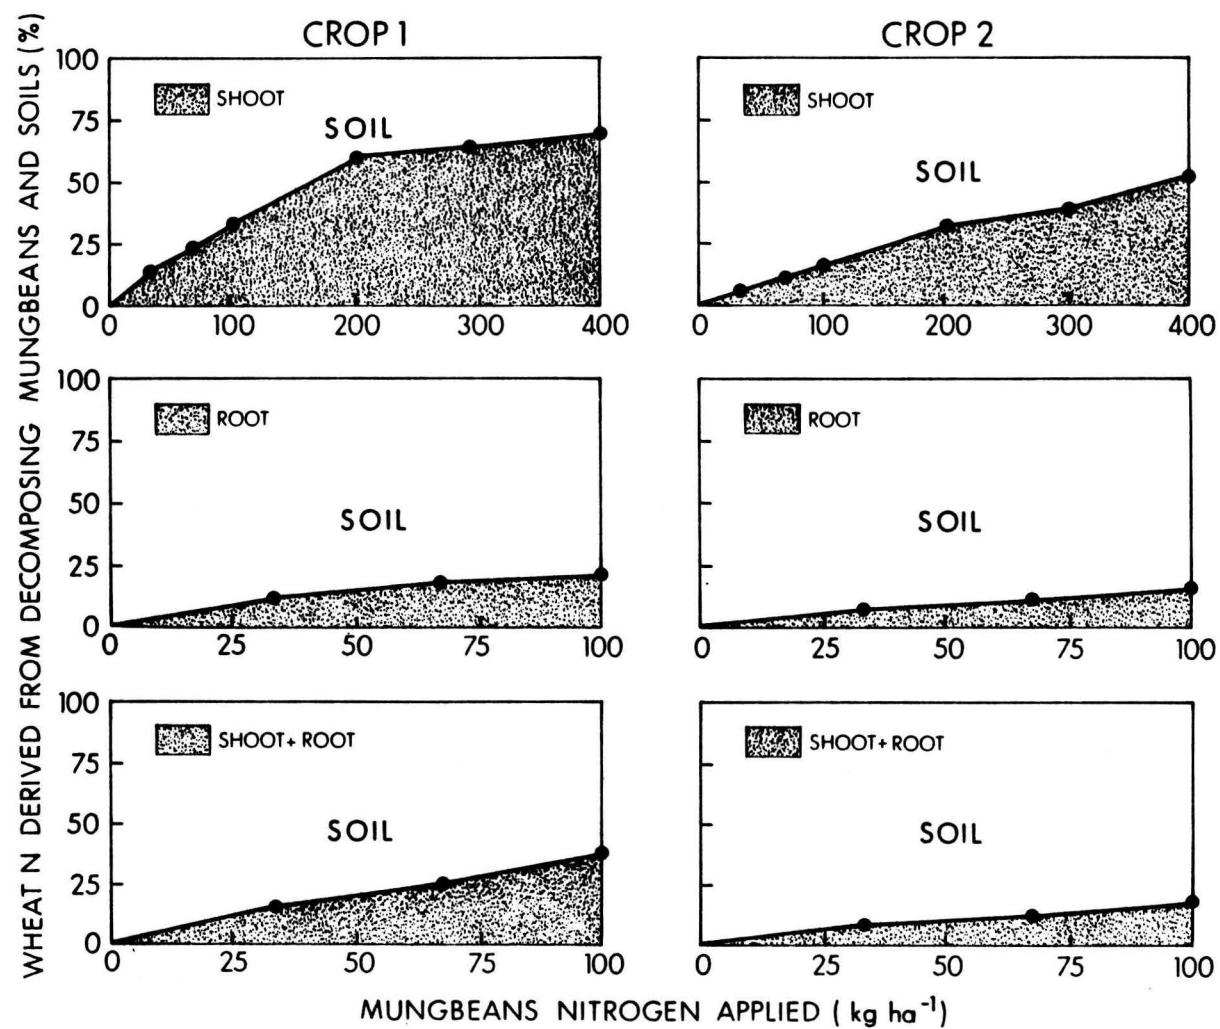 WHEAT N DERIVED FROM DECOMPOSING MUNGBEANS AND SOILS (%)
CROP 1
100
75
50
25
0
SHOOT
SOIL
0 100 200 300 400
CROP 2
SHOOT
SOIL
0 100 200 300 400
100
75
50
25
0
ROOT
SOIL
0 25 50 75 100
ROOT
SOIL
0 25 50 75 100
100
75
50
25
0
SHOOT + ROOT
SOIL
0 25 50 75 100
SHOOT + ROOT
SOIL
0 25 50 75 100
MUNGBEANS NITROGEN APPLIED (kg ha⁻¹)